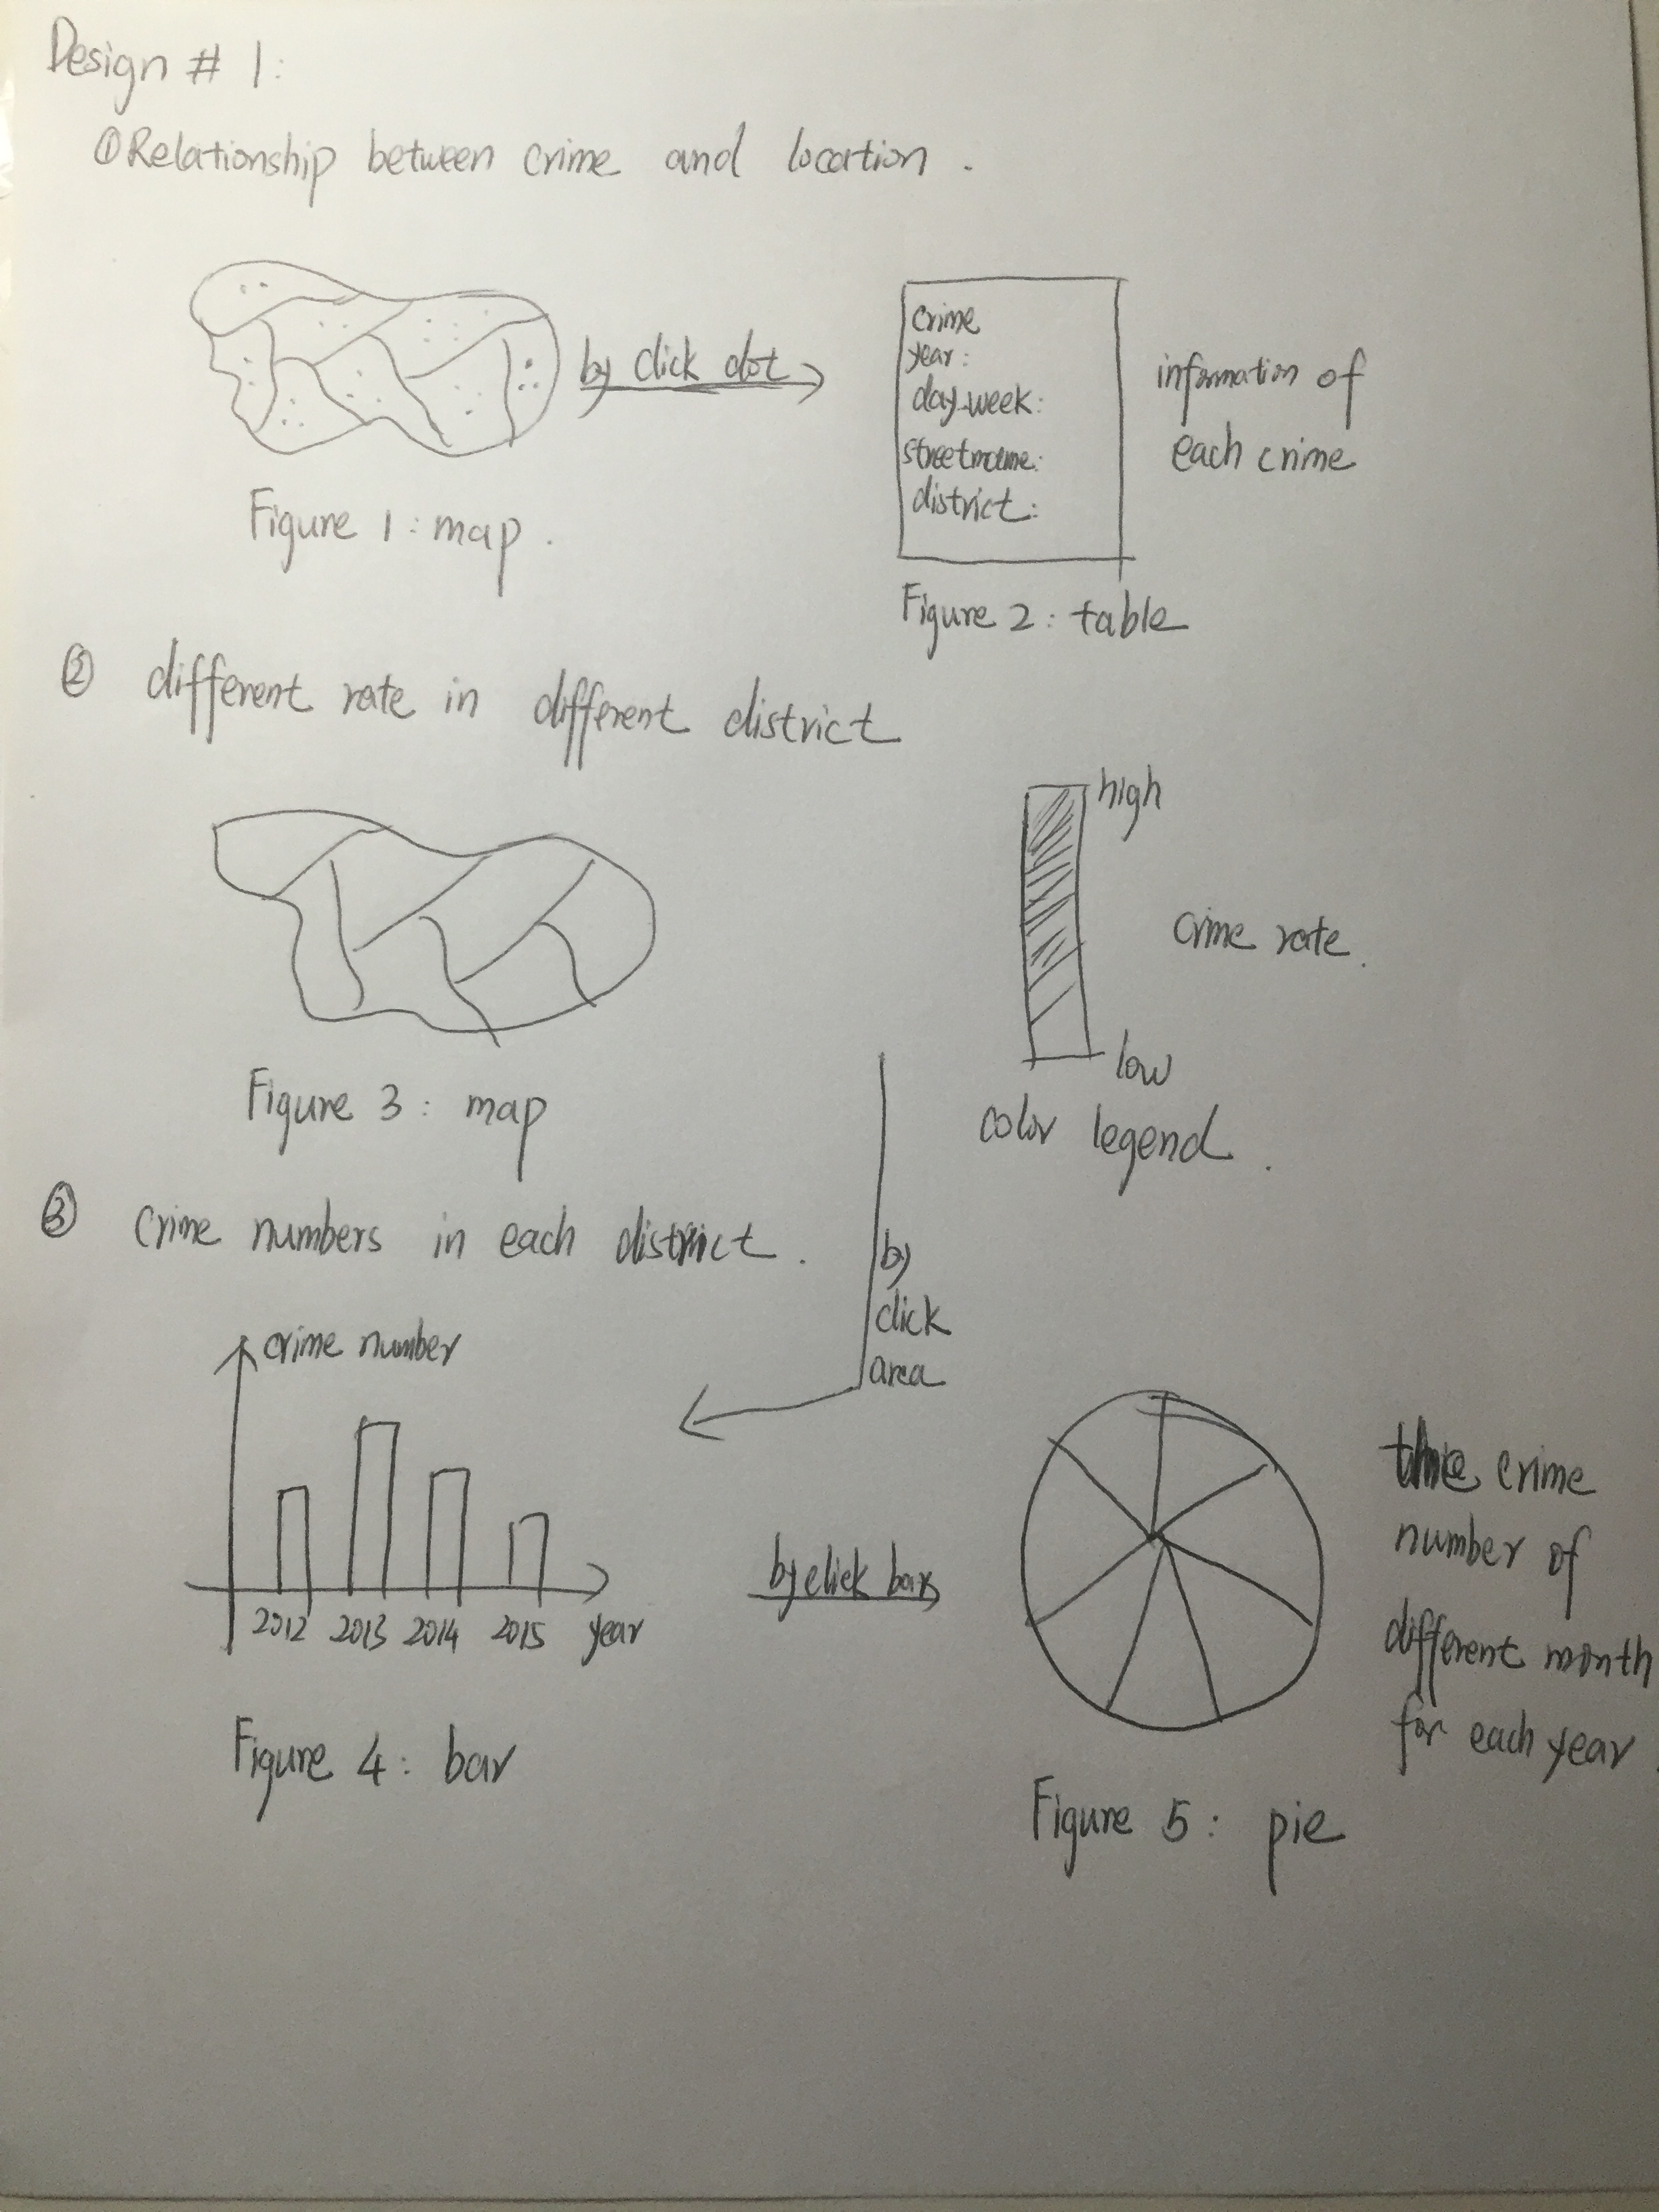 Design # 1:
① Relationship between crime and location.
by click dot
crime
year:
day-week:
streetname:
district:
information of
each crime
Figure 1: map.
Figure 2: table
② different rate in different district
high
crime rate.
low
Figure 3: map
color legend.
③ crime numbers in each district.
by
click
area
crime number
2012 2013 2014 2015 year
by click bar
the crime
number of
different month
for each year.
Figure 4: bar
Figure 5: pie